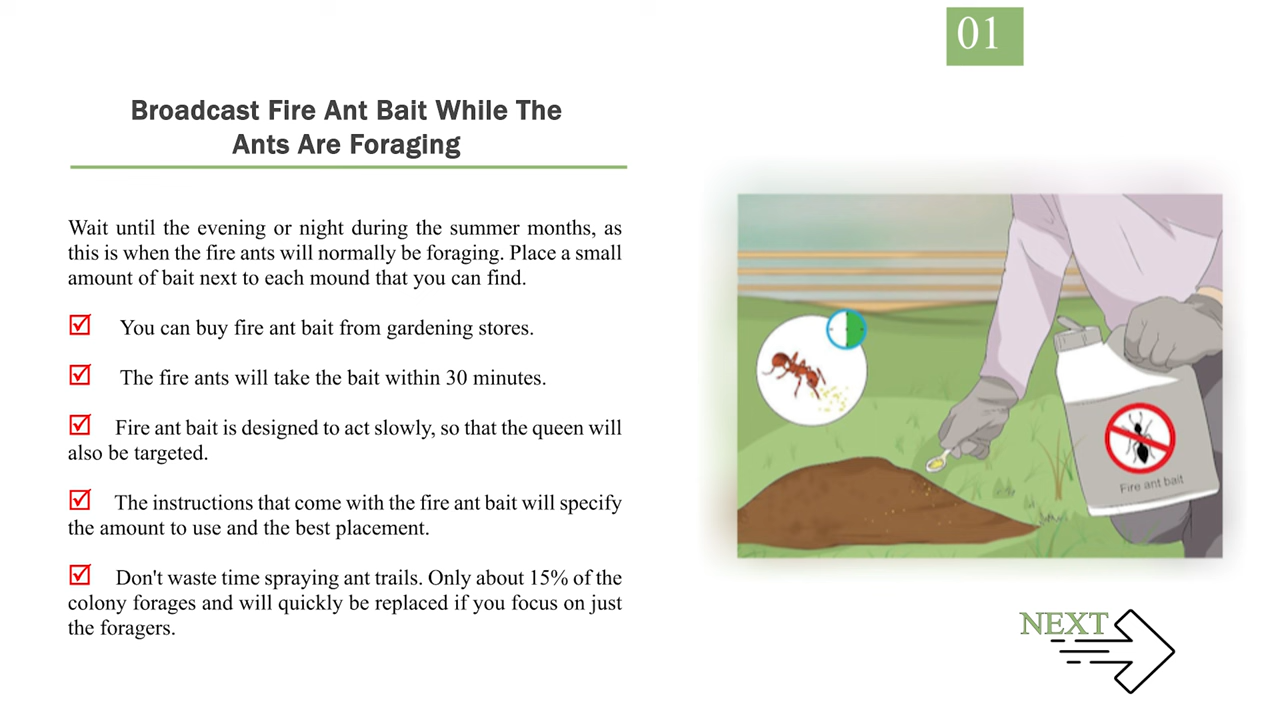 01
Broadcast Fire Ant Bait While The
Ants Are Foraging
Wait until the evening or night during the summer months, as
this is when the fire ants will normally be foraging. Place a small
amount of bait next to each mound that you can find.
You can buy fire ant bait from gardening stores.
The fire ants will take the bait within 30 minutes.
Fire ant bait is designed to act slowly, so that the queen will
also be targeted.
The instructions that come with the fire ant bait will specify
the amount to use and the best placement.
Don't waste time spraying ant trails. Only about 15% of the
colony forages and will quickly be replaced if you focus on just
the foragers.
Fire ant bait
NEXT